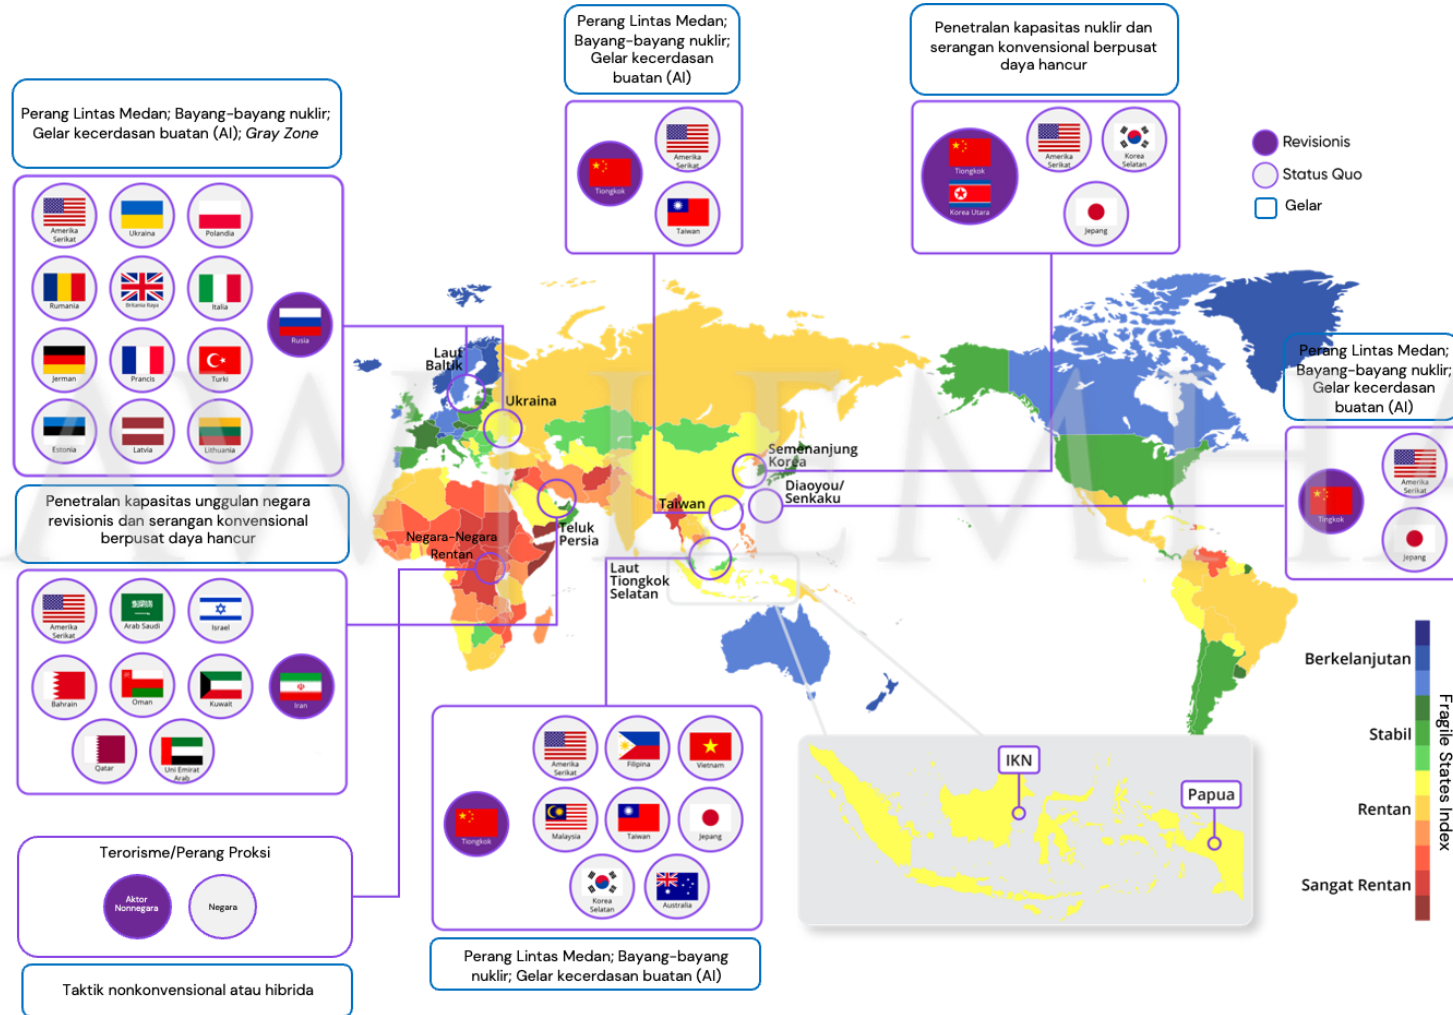 Perang Lintas Medan; Bayang-bayang nuklir;
Gelar kecerdasan buatan (AI); Gray Zone
Amerika
Serikat
Ukraina
Polandia
Rumania
Britania Raya
Italia
Rusia
Jerman
Prancis
Turki
Estonia
Latvia
Lithuania
Perang Lintas Medan;
Bayang-bayang nuklir;
Gelar kecerdasan
buatan (AI)
Tiongkok
Amerika
Serikat
Taiwan
Penetralan kapasitas nuklir dan
serangan konvensional berpusat
daya hancur
Tiongkok
Korea Utara
Amerika
Serikat
Korea
Selatan
Jepang
Revisionis
Status Quo
Gelar
Perang Lintas Medan;
Bayang-bayang nuklir;
Gelar kecerdasan
buatan (AI)
Tingkok
Amerika
Serikat
Jepang
Laut
Baltik
Ukraina
Semenanjung
Korea
Diaoyou/
Senkaku
Taiwan
Teluk
Persia
Negara-Negara
Rentan
Laut
Tiongkok
Selatan
Penetralan kapasitas unggulan negara
revisionis dan serangan konvensional
berpusat daya hancur
Amerika
Serikat
Arab Saudi
Israel
Bahrain
Oman
Kuwait
Iran
Qatar
Uni Emirat
Arab
Terorisme/Perang Proksi
Aktor
Nonnegara
Negara
Taktik nonkonvensional atau hibrida
Amerika
Serikat
Filipina
Vietnam
Tiongkok
Malaysia
Taiwan
Jepang
Korea
Selatan
Australia
Perang Lintas Medan; Bayang-bayang
nuklir; Gelar kecerdasan buatan (AI)
IKN
Papua
Berkelanjutan
Stabil
Rentan
Sangat Rentan
Fragile States Index